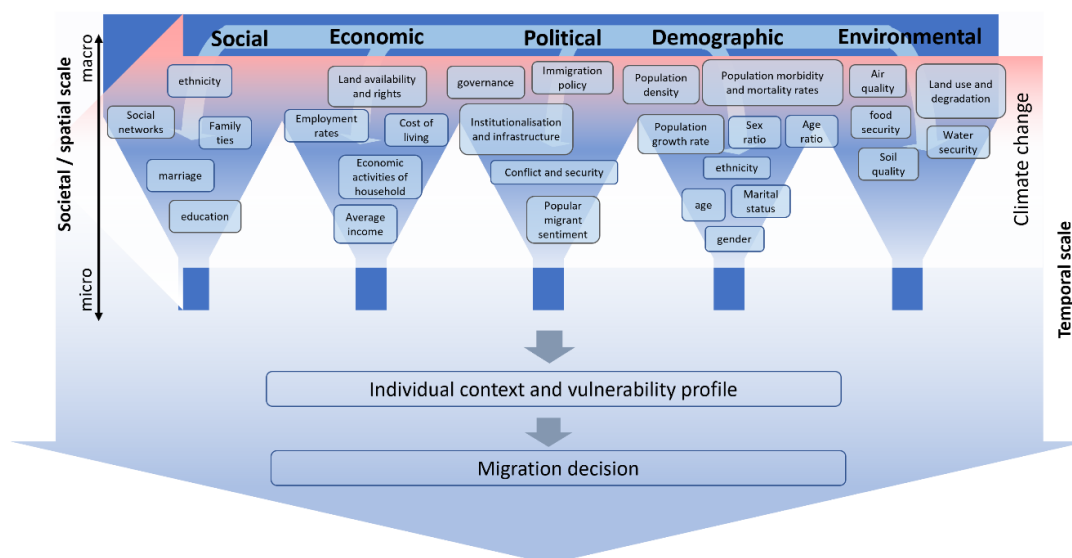 Social
Economic
Political
Demographic
Environmental
Societal / spatial scale
macro
micro
ethnicity
Social
networks
Family
ties
marriage
education
Land availability
and rights
Employment
rates
Cost of
living
Economic
activities of
household
Average
income
governance
Immigration
policy
Institutionalisation
and infrastructure
Conflict and security
Popular
migrant
sentiment
Population
density
Population morbidity
and mortality rates
Population
growth rate
Sex
ratio
Age
ratio
ethnicity
age
Marital
status
gender
Air
quality
Land use and
degradation
food
security
Water
security
Soil
quality
Climate change
Temporal scale
Individual context and vulnerability profile
Migration decision